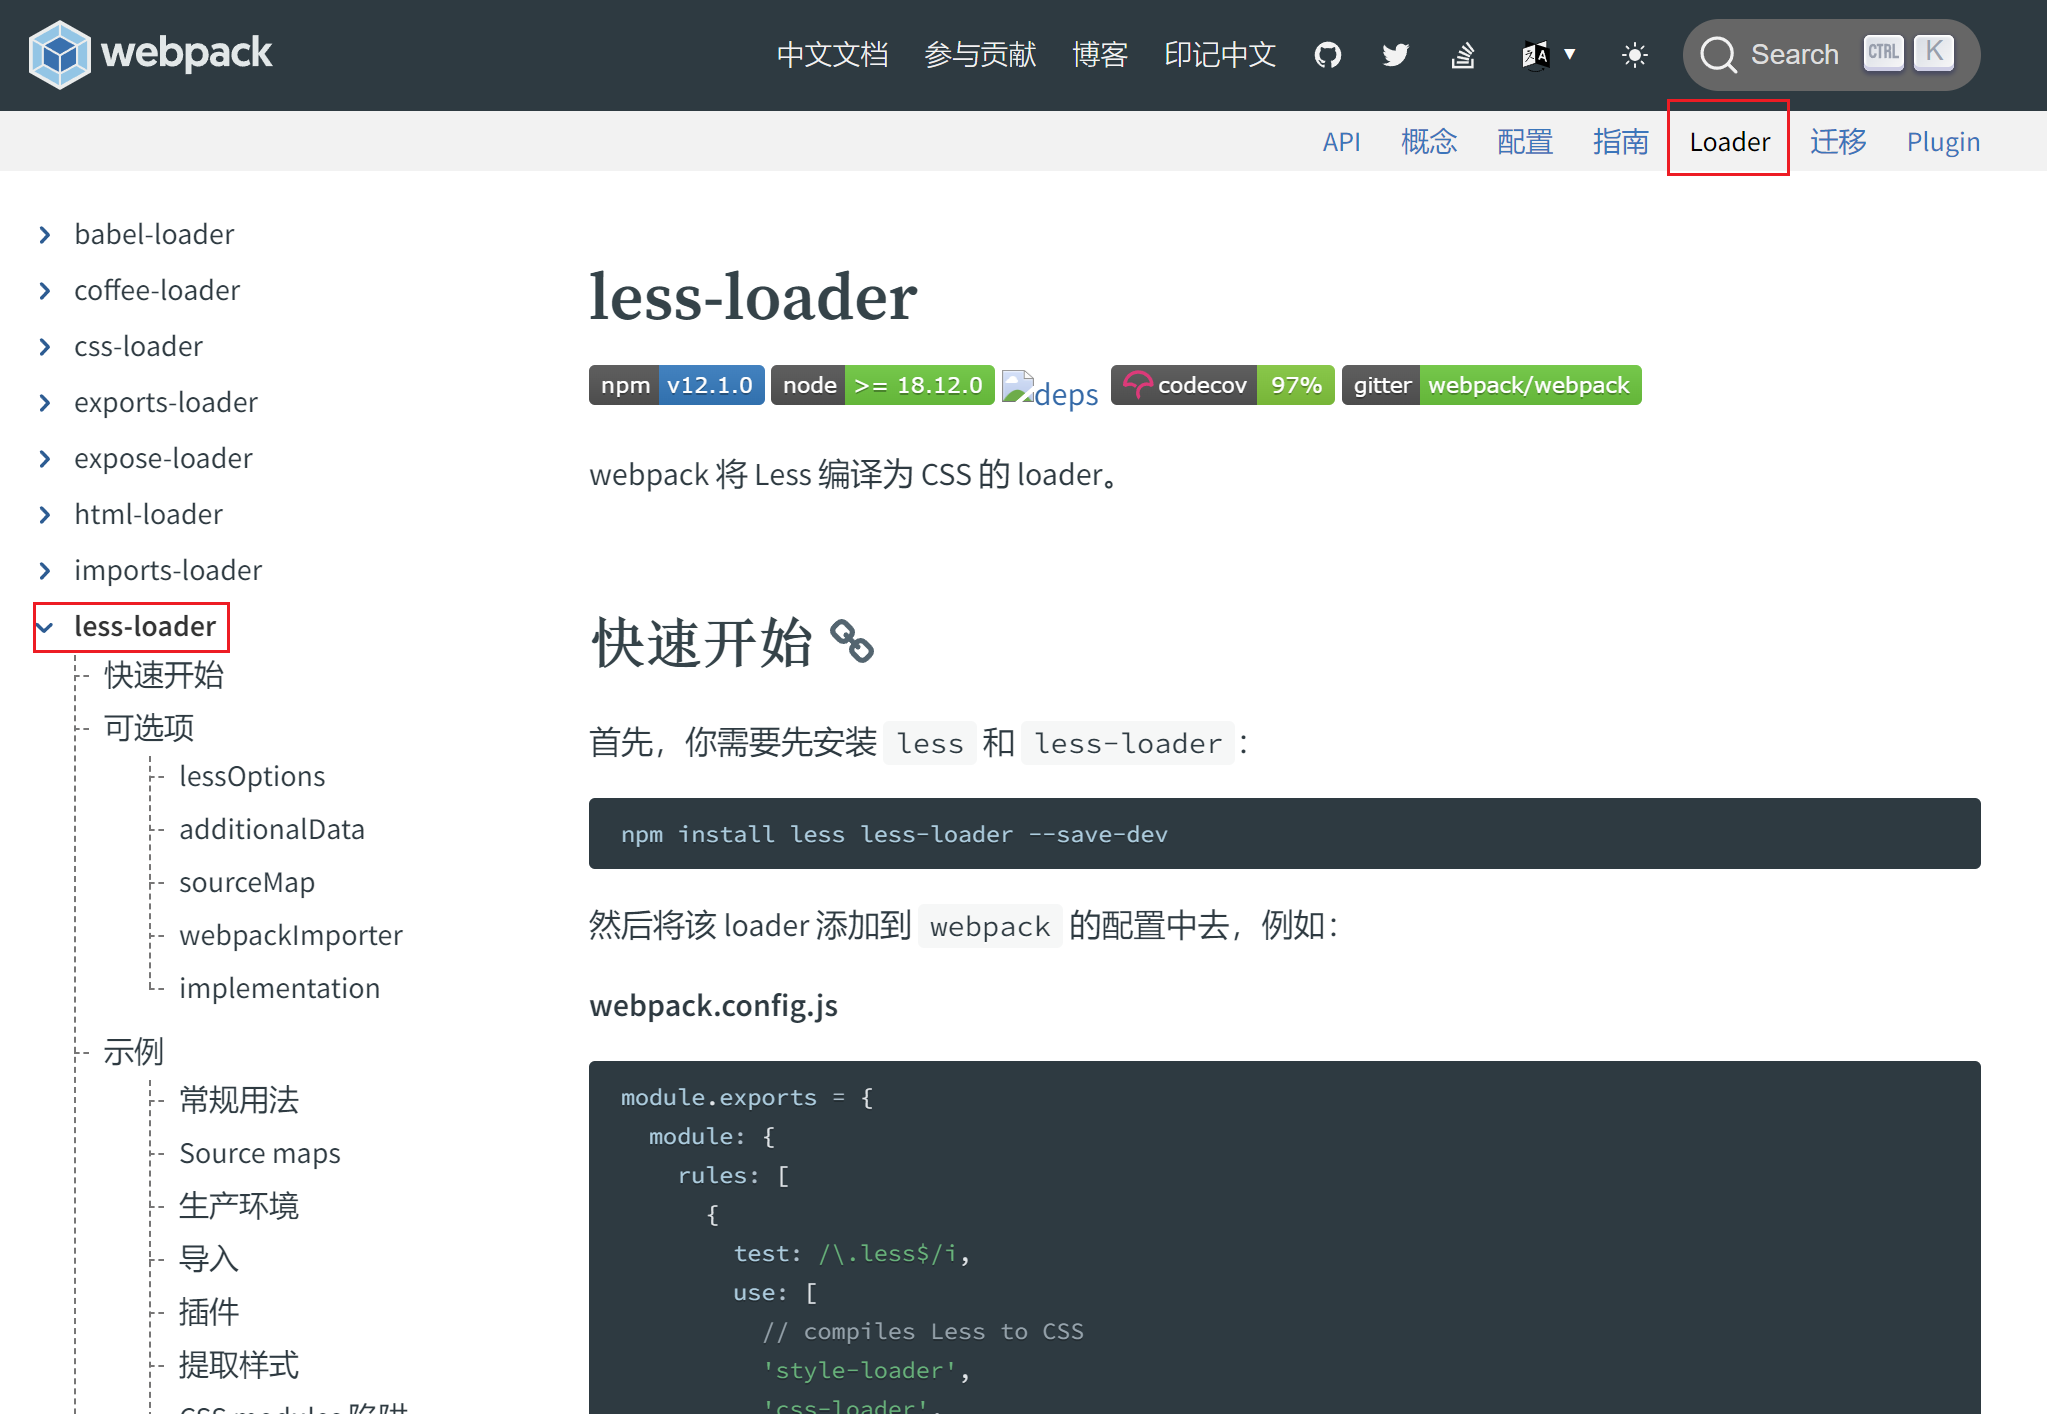 webpack
中文文档 参与贡献 博客 印记中文 Search CTRL K
API 概念 配置 指南 Loader 迁移 Plugin
babel-loader
coffee-loader
css-loader
exports-loader
expose-loader
html-loader
imports-loader
less-loader
快速开始
可选项
lessOptions
additionalData
sourceMap
webpackImporter
implementation
示例
常规用法
Source maps
生产环境
导入
插件
提取样式
CSS modules 陷阱
less-loader
npm v12.1.0 node >= 18.12.0 deps codecov 97% gitter webpack/webpack
webpack 将 Less 编译为 CSS 的 loader。
快速开始
首先，你需要先安装 less 和 less-loader：
npm install less less-loader --save-dev
然后将该 loader 添加到 webpack 的配置中去，例如：
webpack.config.js
module.exports = {
module: {
rules: [
{
test: /\.less$/i,
use: [
// compiles Less to CSS
'style-loader',
'css-loader',